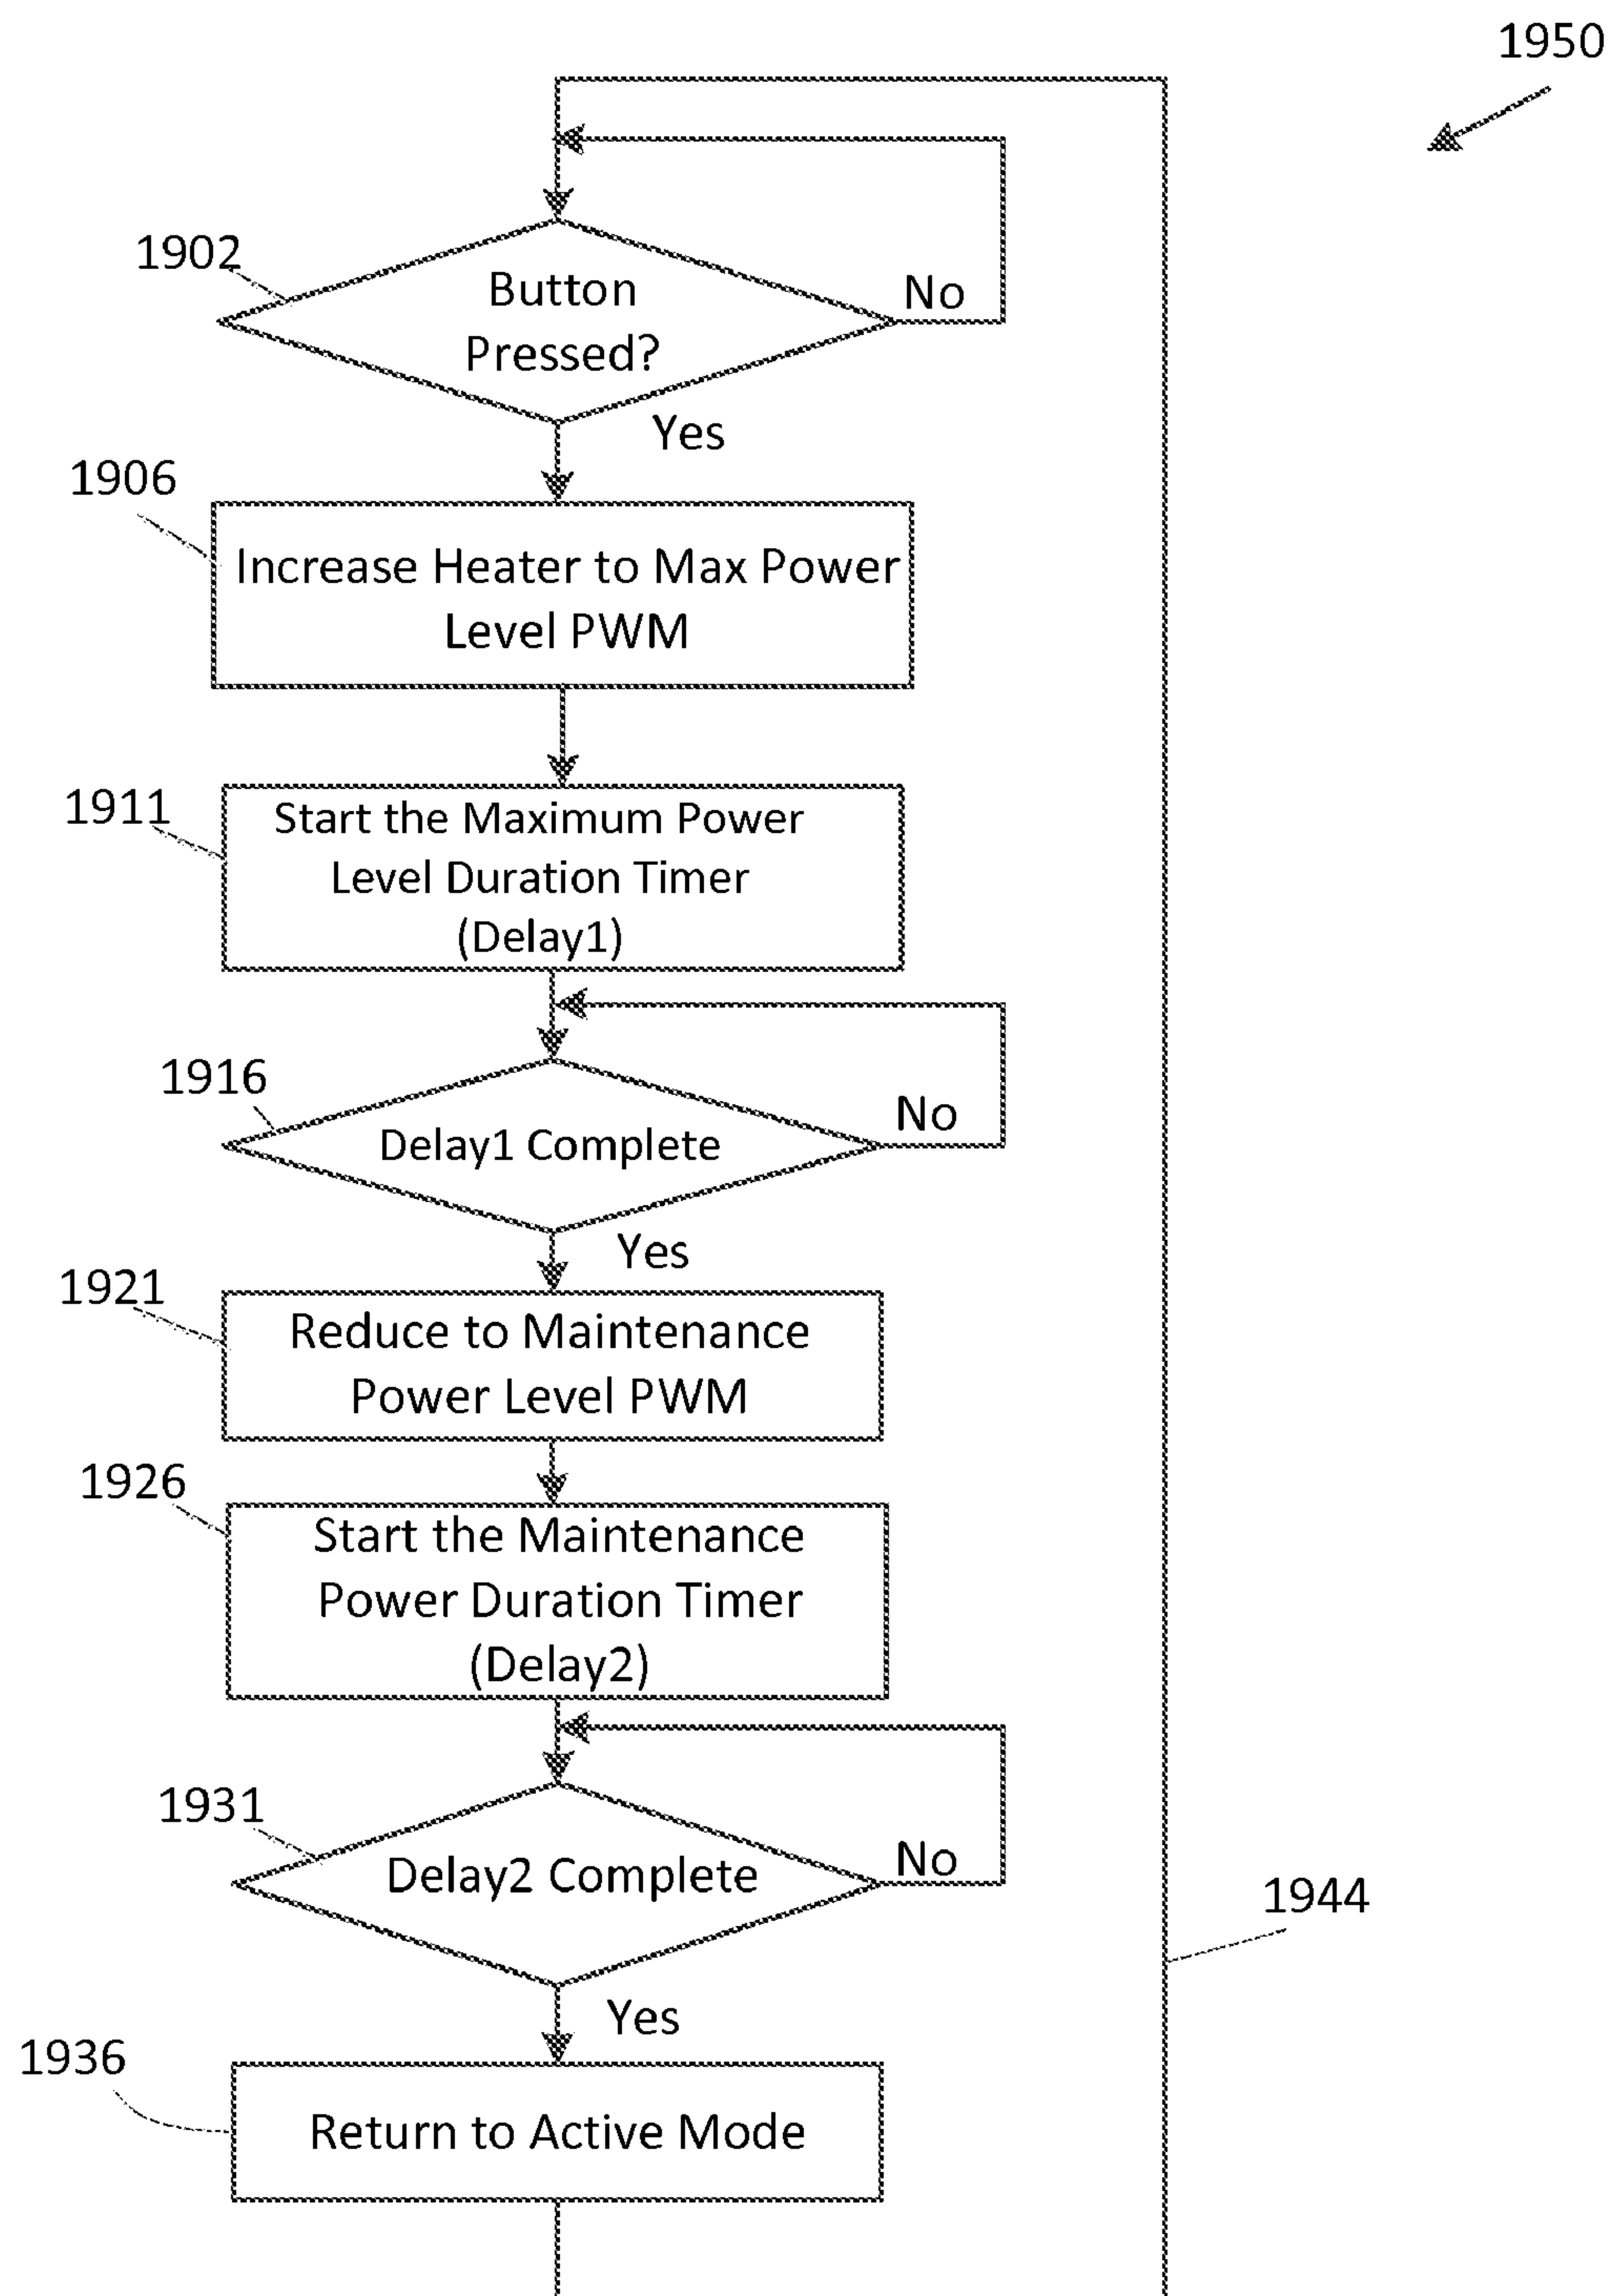 1950
1902
Button
Pressed?
No
Yes
1906
Increase Heater to Max Power
Level PWM
1911
Start the Maximum Power
Level Duration Timer
(Delay1)
1916
Delay1 Complete
No
Yes
1921
Reduce to Maintenance
Power Level PWM
1926
Start the Maintenance
Power Duration Timer
(Delay2)
1931
Delay2 Complete
No
1944
Yes
1936
Return to Active Mode